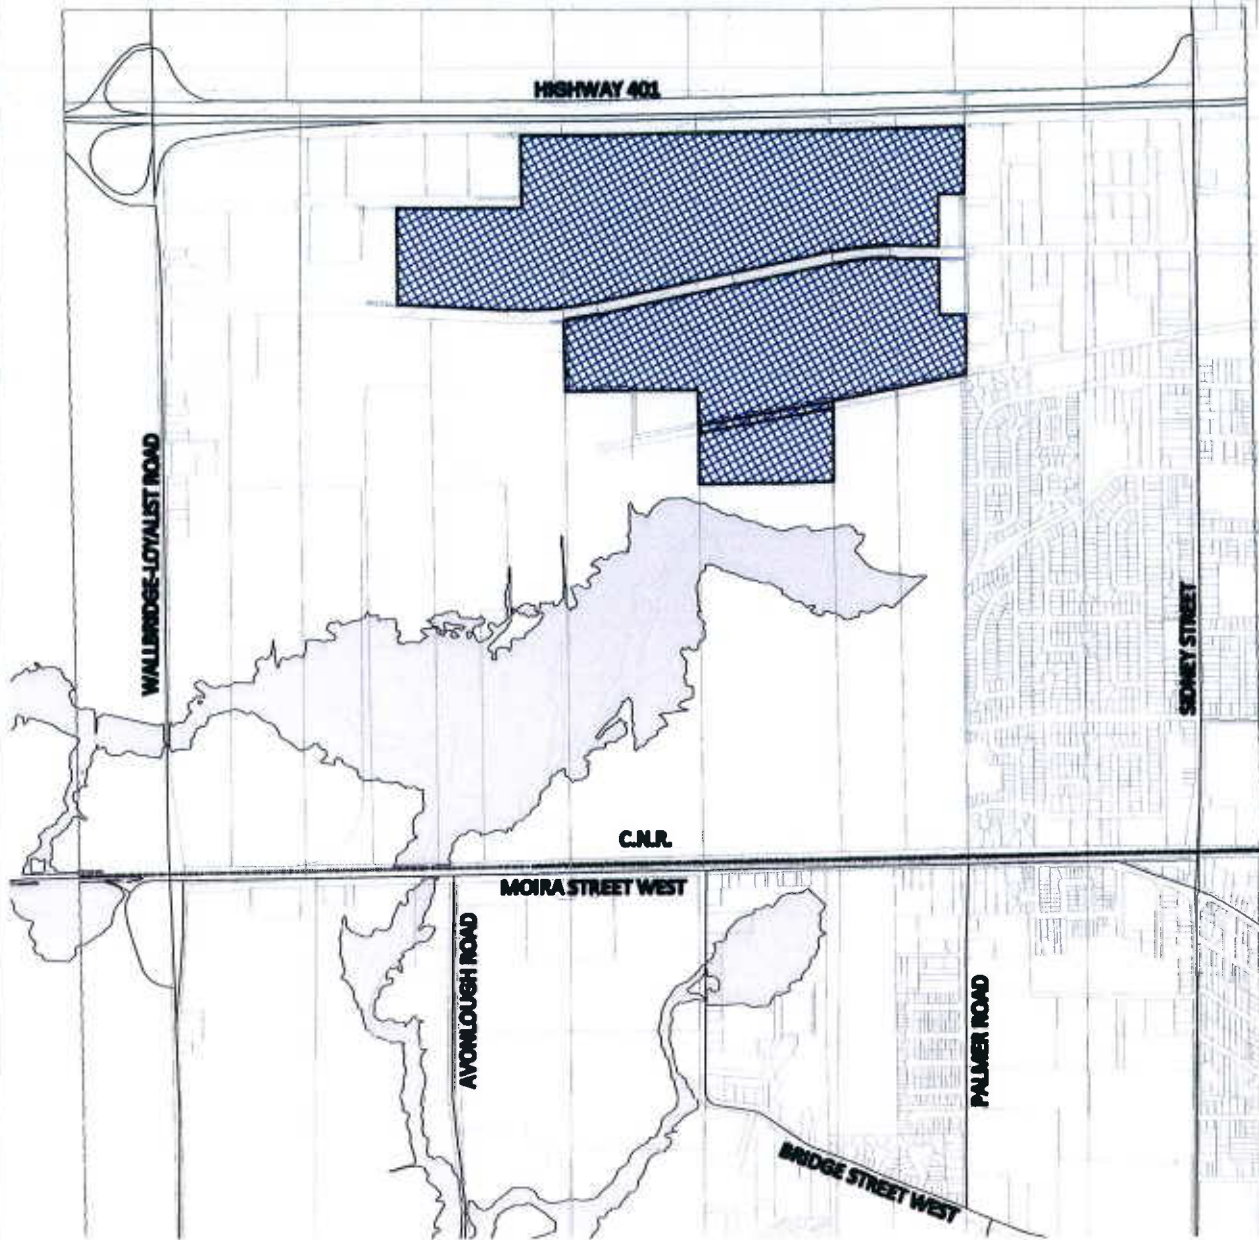 HIGHWAY 401
WALLBRIDGE-LOYALIST ROAD
SIDNEY STREET
C.N.R.
MOIRA STREET WEST
AVONLOUGH ROAD
PALMER ROAD
BRIDGE STREET WEST